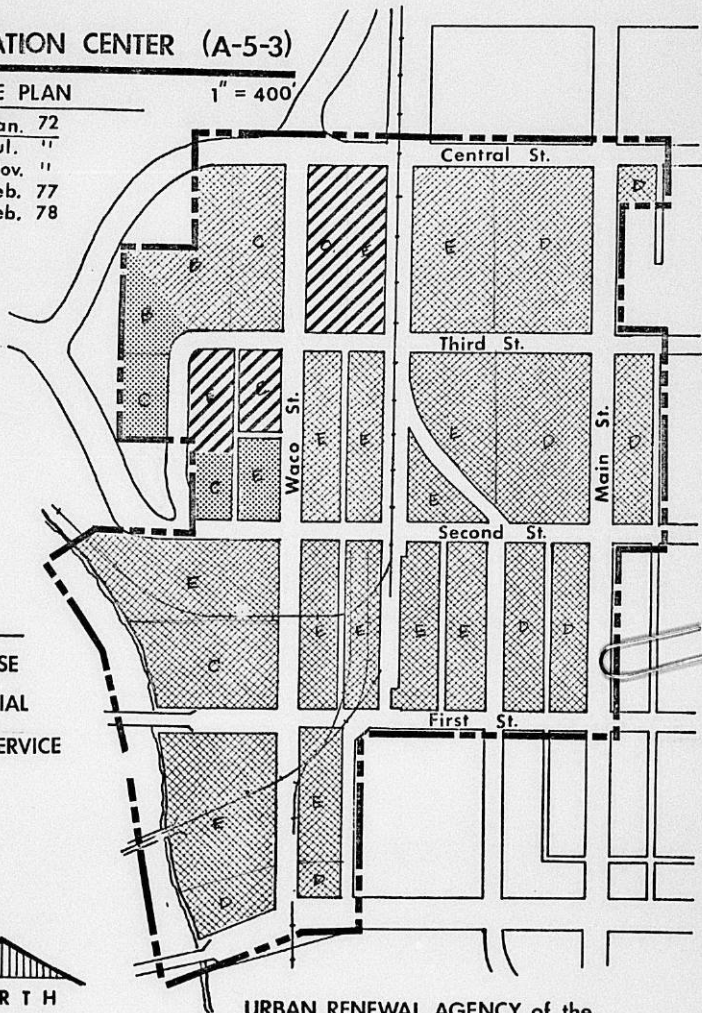 ATION CENTER (A-5-3)
E PLAN
1" = 400'
an. 72
ul. "
ov. "
eb. 77
eb. 78
Central St.
D
C
E
E
D
D
B
C
Third St.
E
E
E
D
D
C
E
Waco St.
Main St.
E
Second St.
E
E
E
E
E
D
D
C
First St.
SE
IAL
ERVICE
E
E
D
D
R T H
URBAN RENEWAL AGENCY of the